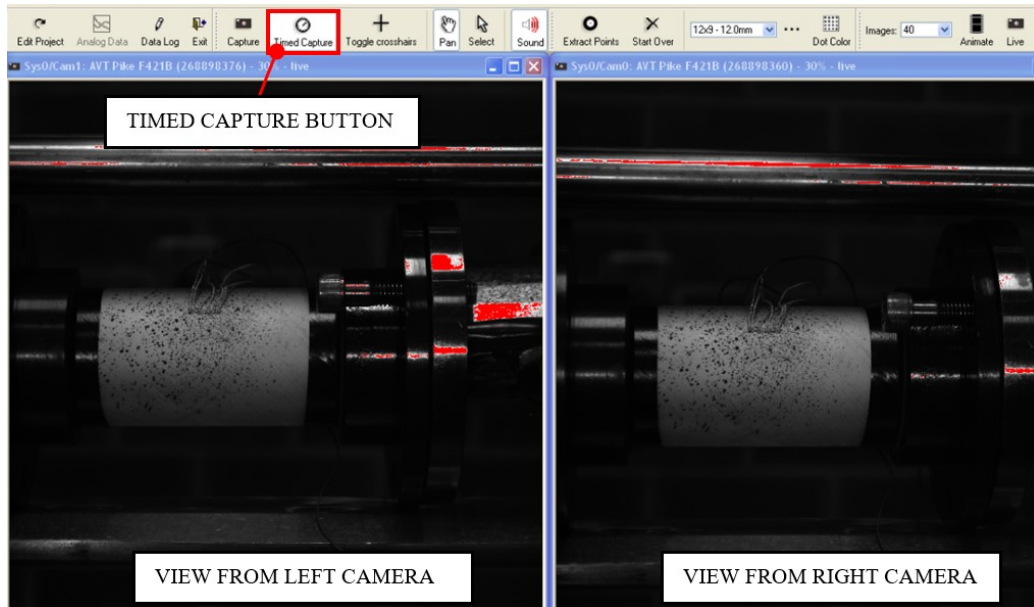 Edit Project Analog Data Data Log Exit Capture Timed Capture Toggle crosshairs Pan Select Sound Extract Points Start Over 12x9 - 12.0mm Dot Color Images: 40 Animate Live
Sys0/Cam1: AVT Pike F421B (268898376) - 30% - live
Sys0/Cam0: AVT Pike F421B (268898360) - 30% - live
TIMED CAPTURE BUTTON
VIEW FROM LEFT CAMERA
VIEW FROM RIGHT CAMERA